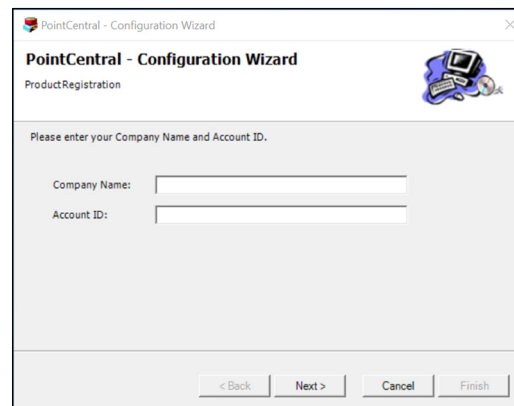 PointCentral - Configuration Wizard
PointCentral - Configuration Wizard
ProductRegistration
Please enter your Company Name and Account ID.
Company Name:
Account ID:
< Back Next > Cancel Finish